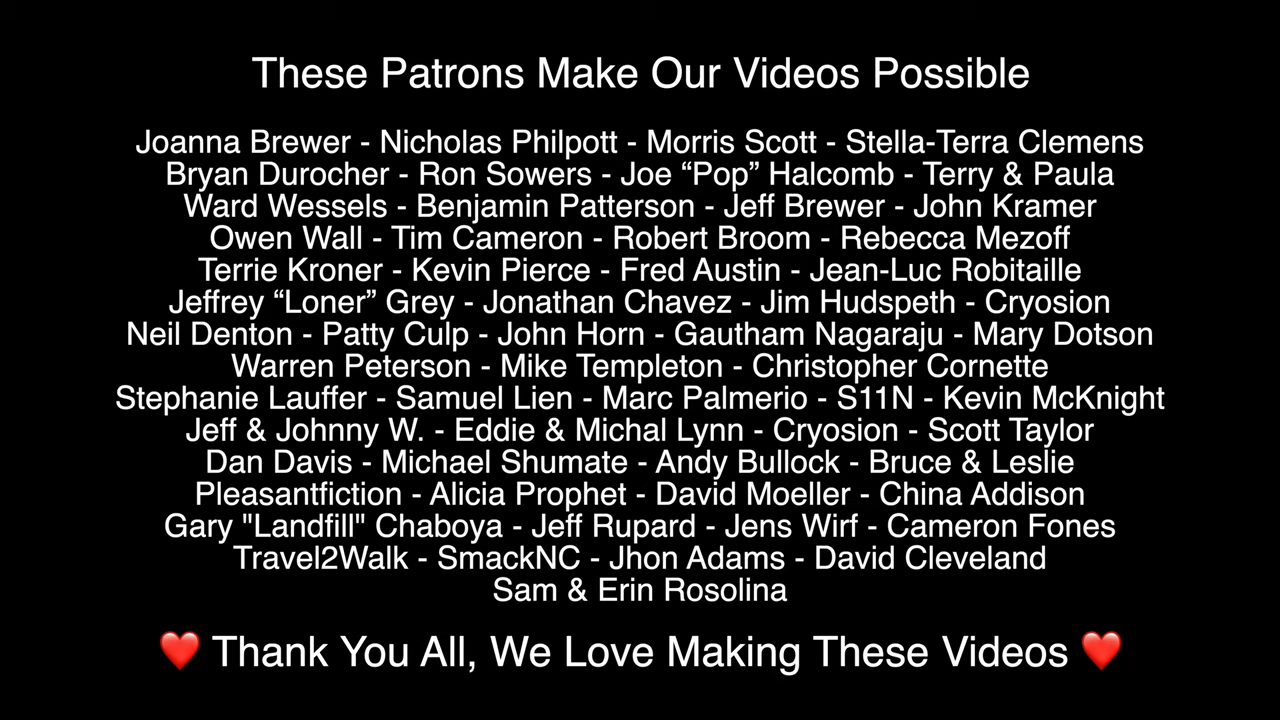 These Patrons Make Our Videos Possible
Joanna Brewer - Nicholas Philpott - Morris Scott - Stella-Terra Clemens
Bryan Durocher - Ron Sowers - Joe “Pop” Halcomb - Terry & Paula
Ward Wessels - Benjamin Patterson - Jeff Brewer - John Kramer
Owen Wall - Tim Cameron - Robert Broom - Rebecca Mezoff
Terrie Kroner - Kevin Pierce - Fred Austin - Jean-Luc Robitaille
Jeffrey “Loner” Grey - Jonathan Chavez - Jim Hudspeth - Cryosion
Neil Denton - Patty Culp - John Horn - Gautham Nagaraju - Mary Dotson
Warren Peterson - Mike Templeton - Christopher Cornette
Stephanie Lauffer - Samuel Lien - Marc Palmerio - S11N - Kevin McKnight
Jeff & Johnny W. - Eddie & Michal Lynn - Cryosion - Scott Taylor
Dan Davis - Michael Shumate - Andy Bullock - Bruce & Leslie
Pleasantfiction - Alicia Prophet - David Moeller - China Addison
Gary "Landfill" Chaboya - Jeff Rupard - Jens Wirf - Cameron Fones
Travel2Walk - SmackNC - Jhon Adams - David Cleveland
Sam & Erin Rosolina
❤️ Thank You All, We Love Making These Videos ❤️